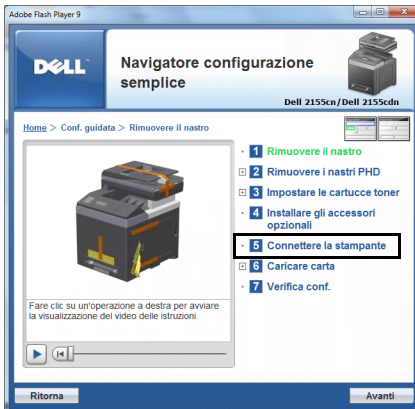 Adobe Flash Player 9
DELL
Navigatore configurazione
semplice
Dell 2155cn/Dell 2155cdn
Home > Conf. guidata > Rimuovere il nastro
1 Rimuovere il nastro
2 Rimuovere i nastri PHD
3 Impostare le cartucce toner
4 Installare gli accessori
opzionali
5 Connettere la stampante
6 Caricare carta
7 Verifica conf.
Fare clic su un'operazione a destra per avviare
la visualizzazione del video delle istruzioni.
Ritorna
Avanti